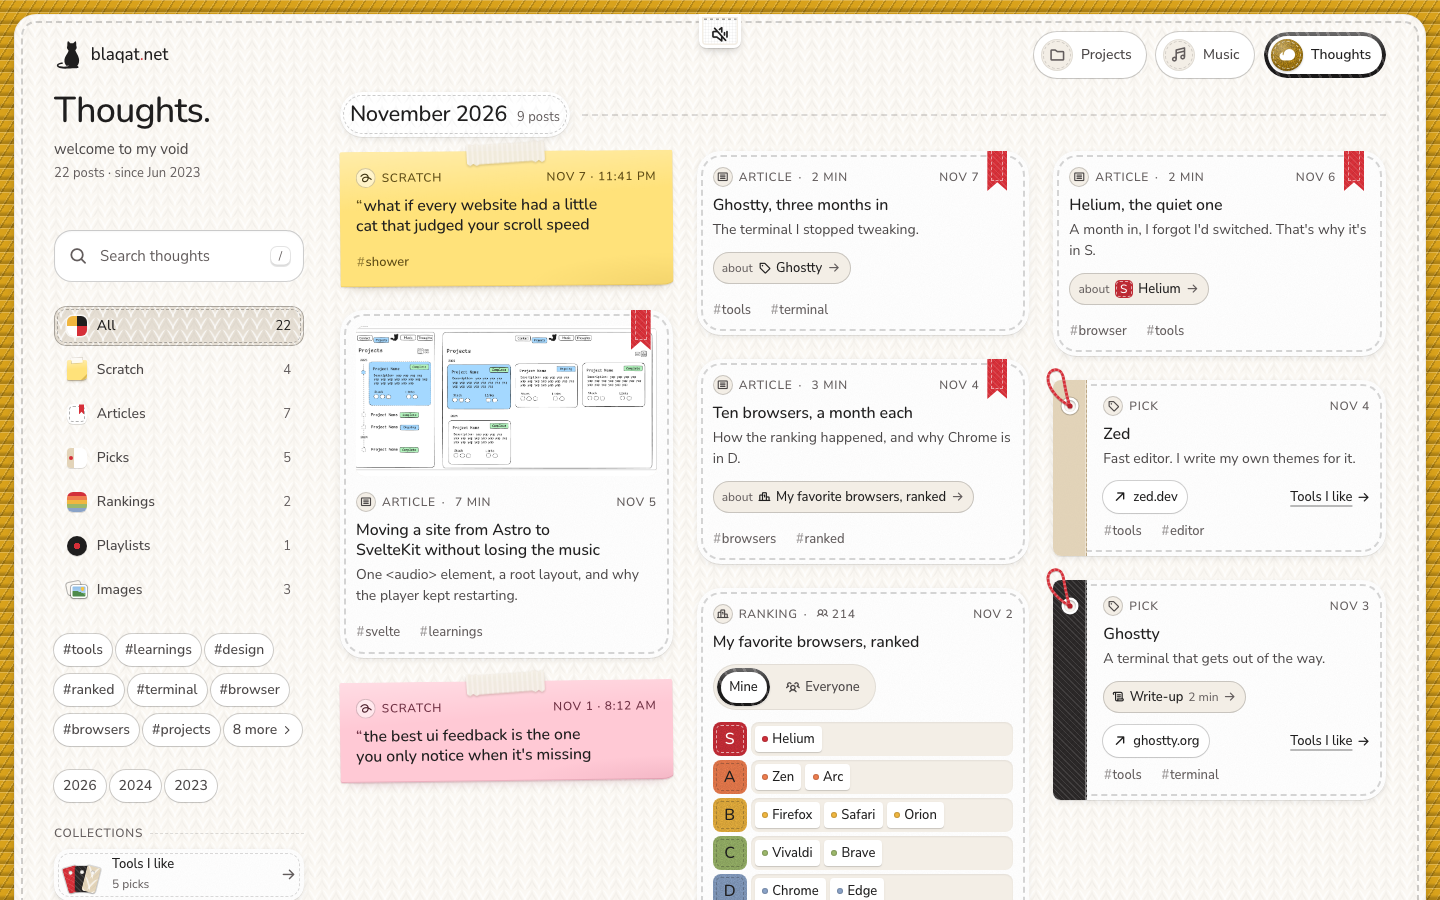 blaqat.net
Projects
Music
Thoughts
Thoughts.
welcome to my void
22 posts · since Jun 2023
Search thoughts /
All 22
Scratch 4
Articles 7
Picks 5
Rankings 2
Playlists 1
Images 3
#tools #learnings #design
#ranked #terminal #browser
#browsers #projects 8 more
2026 2024 2023
COLLECTIONS
Tools I like
5 picks
November 2026 9 posts
SCRATCH NOV 7 · 11:41 PM
“what if every website had a little
cat that judged your scroll speed
#shower
Projects
Projects
ARTICLE · 7 MIN NOV 5
Moving a site from Astro to
SvelteKit without losing the music
One <audio> element, a root layout, and why
the player kept restarting.
#svelte #learnings
SCRATCH NOV 1 · 8:12 AM
“the best ui feedback is the one
you only notice when it's missing
ARTICLE · 2 MIN NOV 7
Ghostty, three months in
The terminal I stopped tweaking.
about Ghostty →
#tools #terminal
ARTICLE · 3 MIN NOV 4
Ten browsers, a month each
How the ranking happened, and why Chrome is
in D.
about My favorite browsers, ranked →
#browsers #ranked
RANKING · 214 NOV 2
My favorite browsers, ranked
Mine Everyone
S Helium
A Zen Arc
B Firefox Safari Orion
C Vivaldi Brave
D Chrome Edge
ARTICLE · 2 MIN NOV 6
Helium, the quiet one
A month in, I forgot I'd switched. That's why it's
in S.
about S Helium →
#browser #tools
PICK NOV 4
Zed
Fast editor. I write my own themes for it.
zed.dev Tools I like →
#tools #editor
PICK NOV 3
Ghostty
A terminal that gets out of the way.
Write-up 2 min →
ghostty.org Tools I like →
#tools #terminal